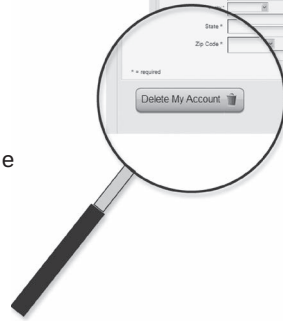 State *
Zip Code *
* = required
Delete My Account
e